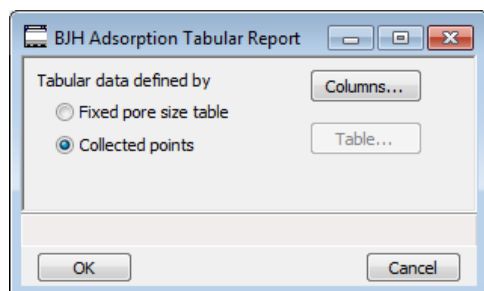 BJH Adsorption Tabular Report
Tabular data defined by
Columns...
Fixed pore size table
Collected points
Table...
OK
Cancel